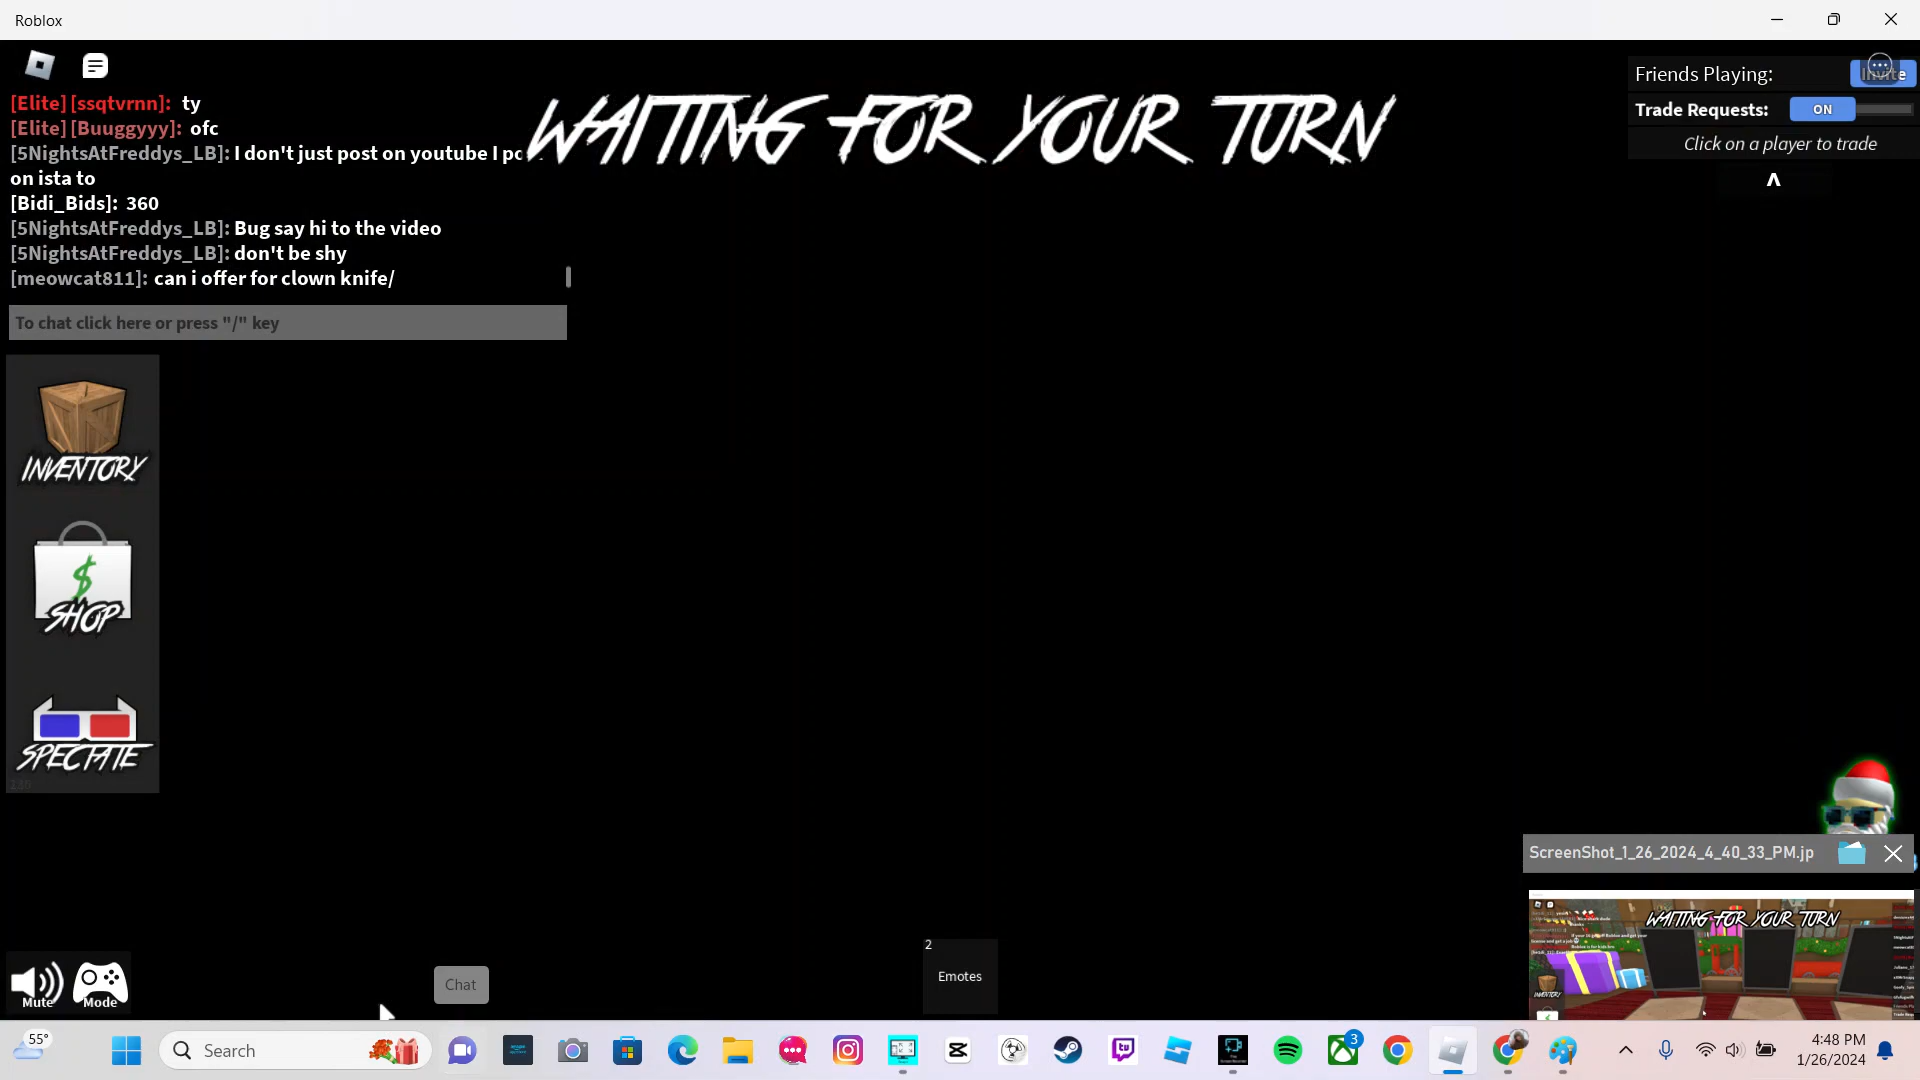 Roblox
[Elite] [ssqtvrnn]: ty
[Elite] [Buuggyyy]: ofc
[5NightsAtFreddys_LB]: I don't just post on youtube I po
on ista to
[Bidi_Bids]: 360
[5NightsAtFreddys_LB]: Bug say hi to the video
[5NightsAtFreddys_LB]: don't be shy
[meowcat811]: can i offer for clown knife/
To chat click here or press "/" key
WAITING FOR YOUR TURN
Friends Playing:
Invite
Trade Requests:
ON
Click on a player to trade
INVENTORY
SHOP
SPECTATE
Mute
Mode
Chat
2
Emotes
ScreenShot_1_26_2024_4_40_33_PM.jp
WAITING FOR YOUR TURN
INVENTORY
55°
Search
3
4:48 PM
1/26/2024